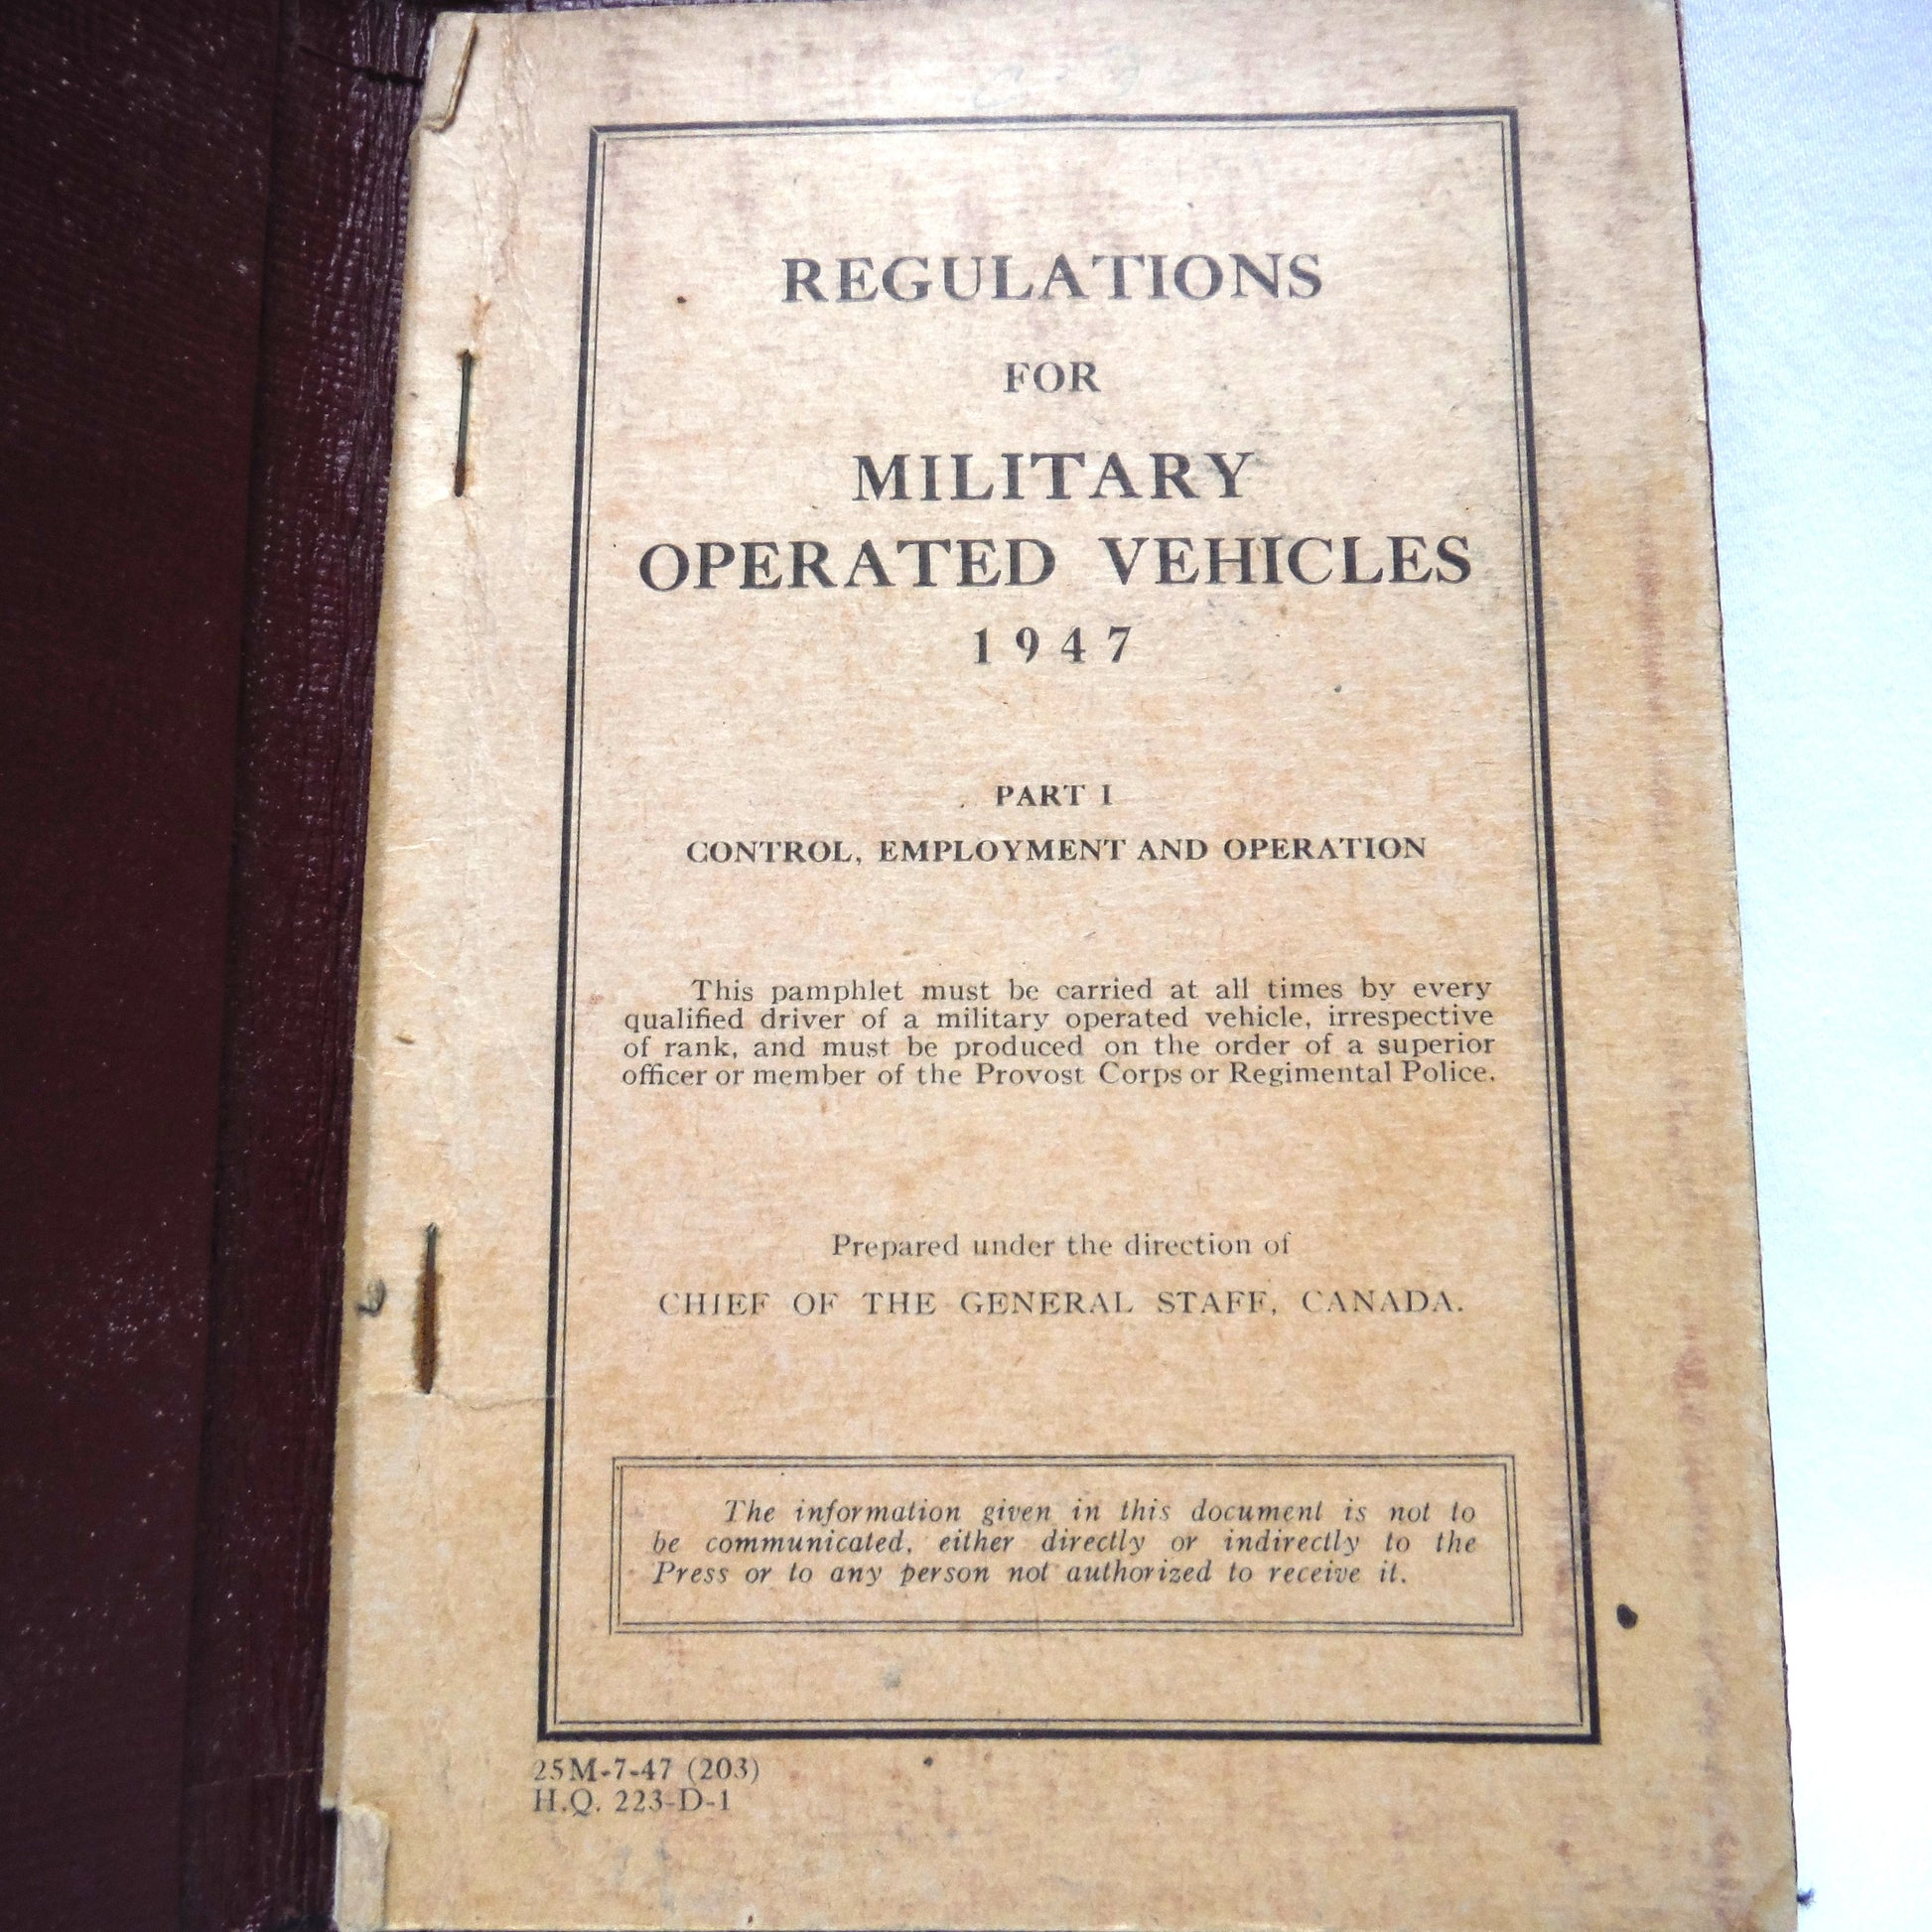 REGULATIONS
FOR
MILITARY
OPERATED VEHICLES
1947
PART I
CONTROL, EMPLOYMENT AND OPERATION
This pamphlet must be carried at all times by every
qualified driver of a military operated vehicle, irrespective
of rank, and must be produced on the order of a superior
officer or member of the Provost Corps or Regimental Police.
Prepared under the direction of
CHIEF OF THE GENERAL STAFF, CANADA.
The information given in this document is not to
be communicated, either directly or indirectly to the
Press or to any person not authorized to receive it.
25M-7-47 (203)
H.Q. 223-D-1